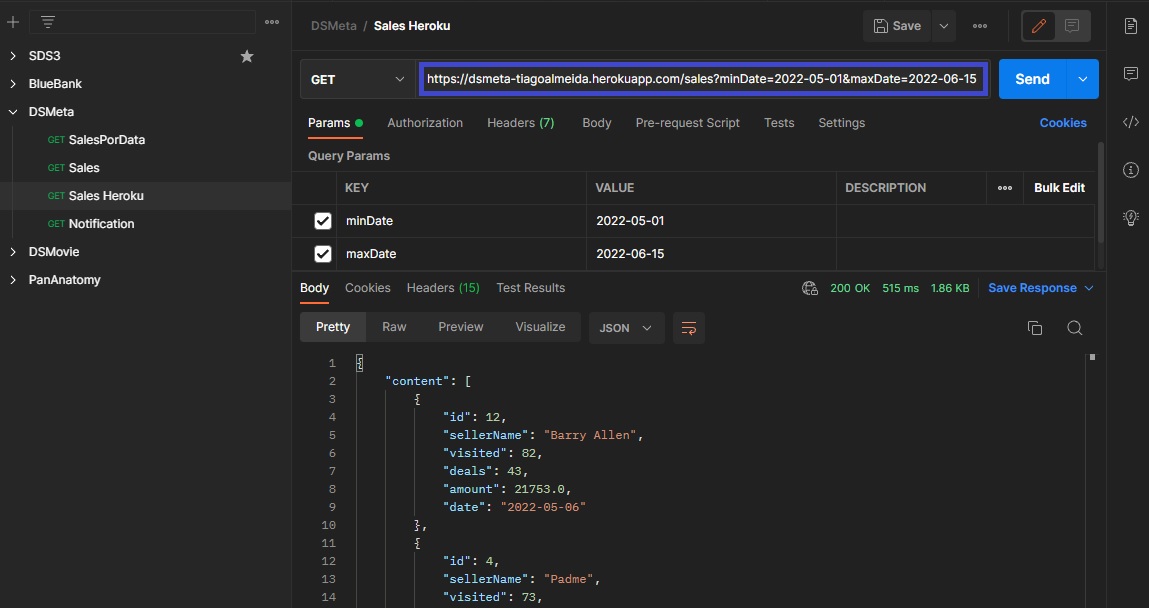 DSMeta / Sales Heroku
Save
SDS3
BlueBank
DSMeta
GET SalesPorData
GET Sales
GET Sales Heroku
GET Notification
DSMovie
PanAnatomy
GET
https://dsmeta-tiagoalmeida.herokuapp.com/sales?minDate=2022-05-01&maxDate=2022-06-15
Send
Params Authorization Headers (7) Body Pre-request Script Tests Settings Cookies
Query Params
KEY VALUE DESCRIPTION Bulk Edit
minDate 2022-05-01
maxDate 2022-06-15
Body Cookies Headers (15) Test Results 200 OK 515 ms 1.86 KB Save Response
Pretty Raw Preview Visualize JSON
1 {
2 "content": [
3 {
4 "id": 12,
5 "sellerName": "Barry Allen",
6 "visited": 82,
7 "deals": 43,
8 "amount": 21753.0,
9 "date": "2022-05-06"
10 },
11 {
12 "id": 4,
13 "sellerName": "Padme",
14 "visited": 73,